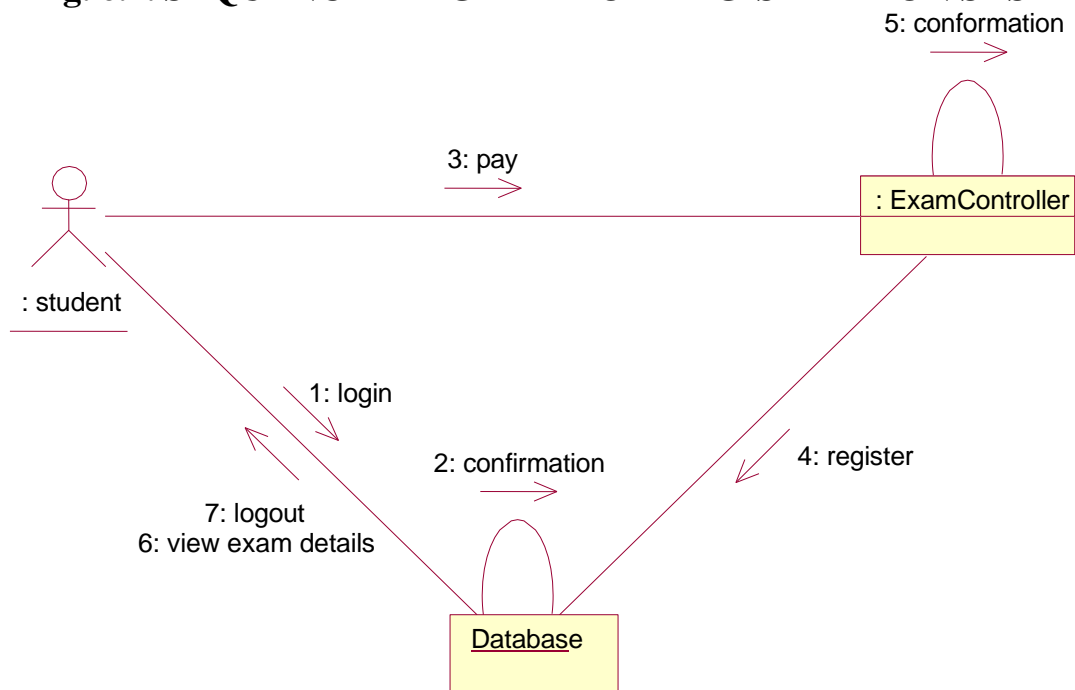 5: conformation
3: pay
: ExamController
: student
1: login
2: confirmation
4: register
7: logout
6: view exam details
Database